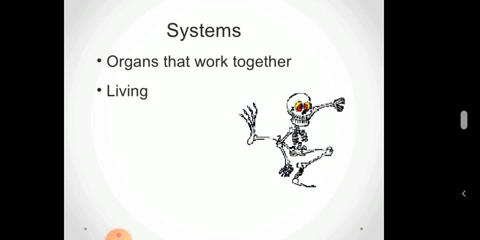 Systems
• Organs that work together
• Living